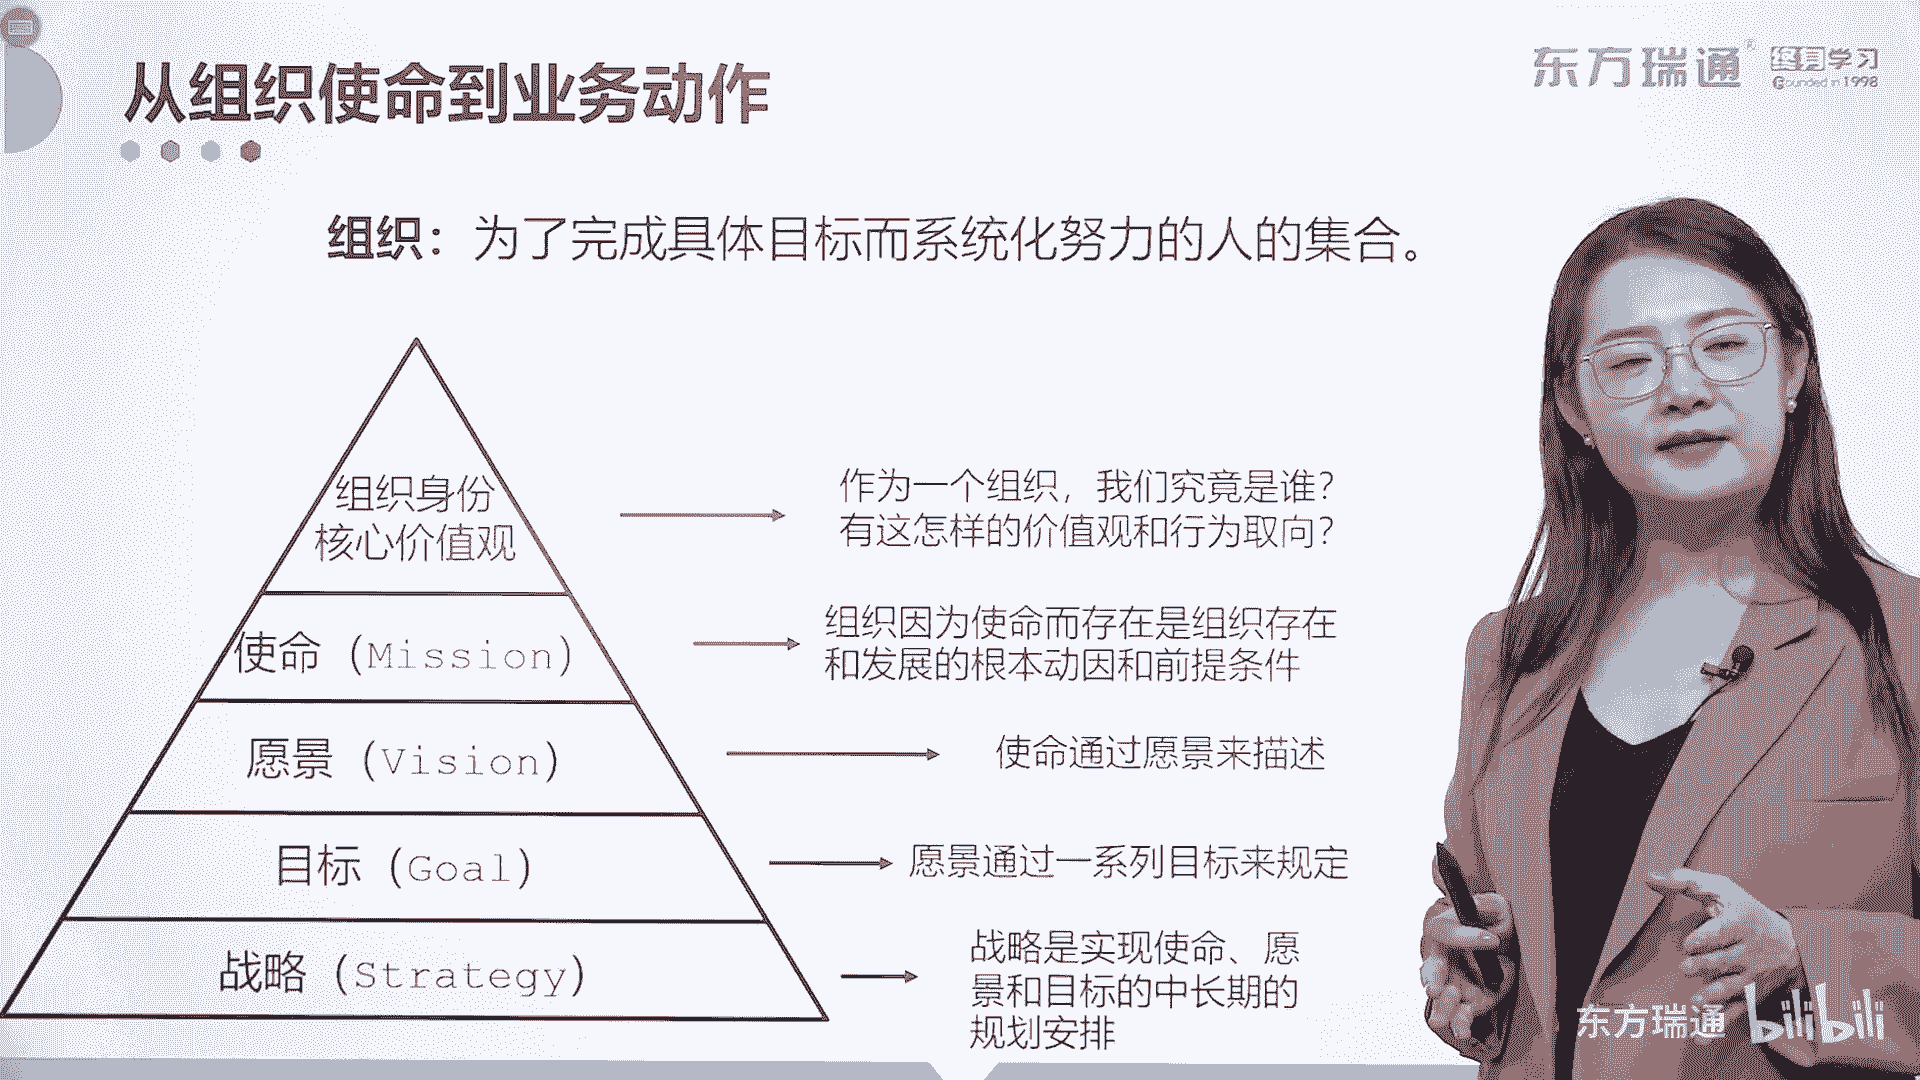 从组织使命到业务动作
东方瑞通®
终身学习
Founded in 1998
组织：为了完成具体目标而系统化努力的人的集合。
组织身份
核心价值观
作为一个组织，我们究竟是谁？
有这怎样的价值观和行为取向？
使命（Mission）
组织因为使命而存在是组织存在
和发展的根本动因和前提条件
愿景（Vision）
使命通过愿景来描述
目标（Goal）
愿景通过一系列目标来规定
战略（Strategy）
战略是实现使命、愿
景和目标的中长期的
规划安排
东方瑞通 bilibili